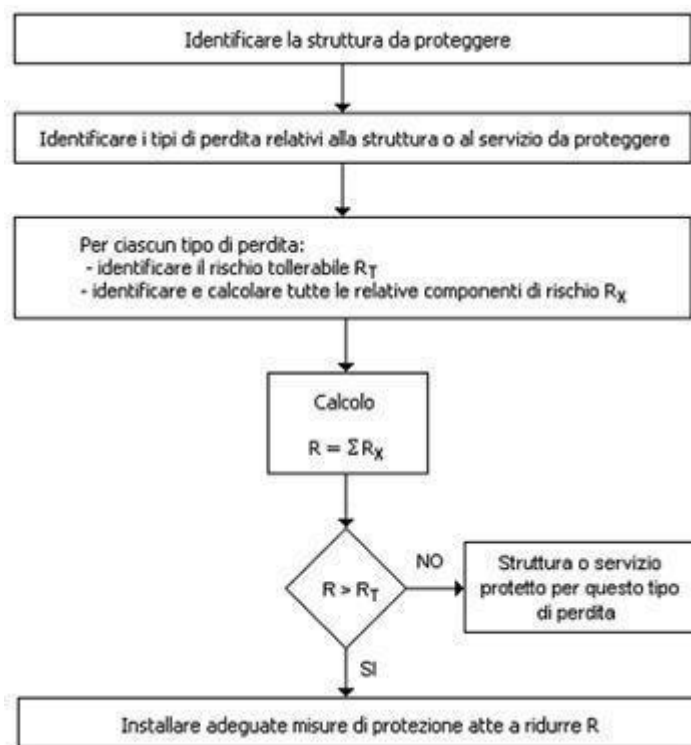 Identificare la struttura da proteggere
Identificare i tipi di perdita relativi alla struttura o al servizio da proteggere
Per ciascun tipo di perdita:
- identificare il rischio tollerabile RT
- identificare e calcolare tutte le relative componenti di rischio RX
Calcolo
R = ΣRX
R > RT
NO
Struttura o servizio
protetto per questo tipo
di perdita
SI
Installare adeguate misure di protezione atte a ridurre R